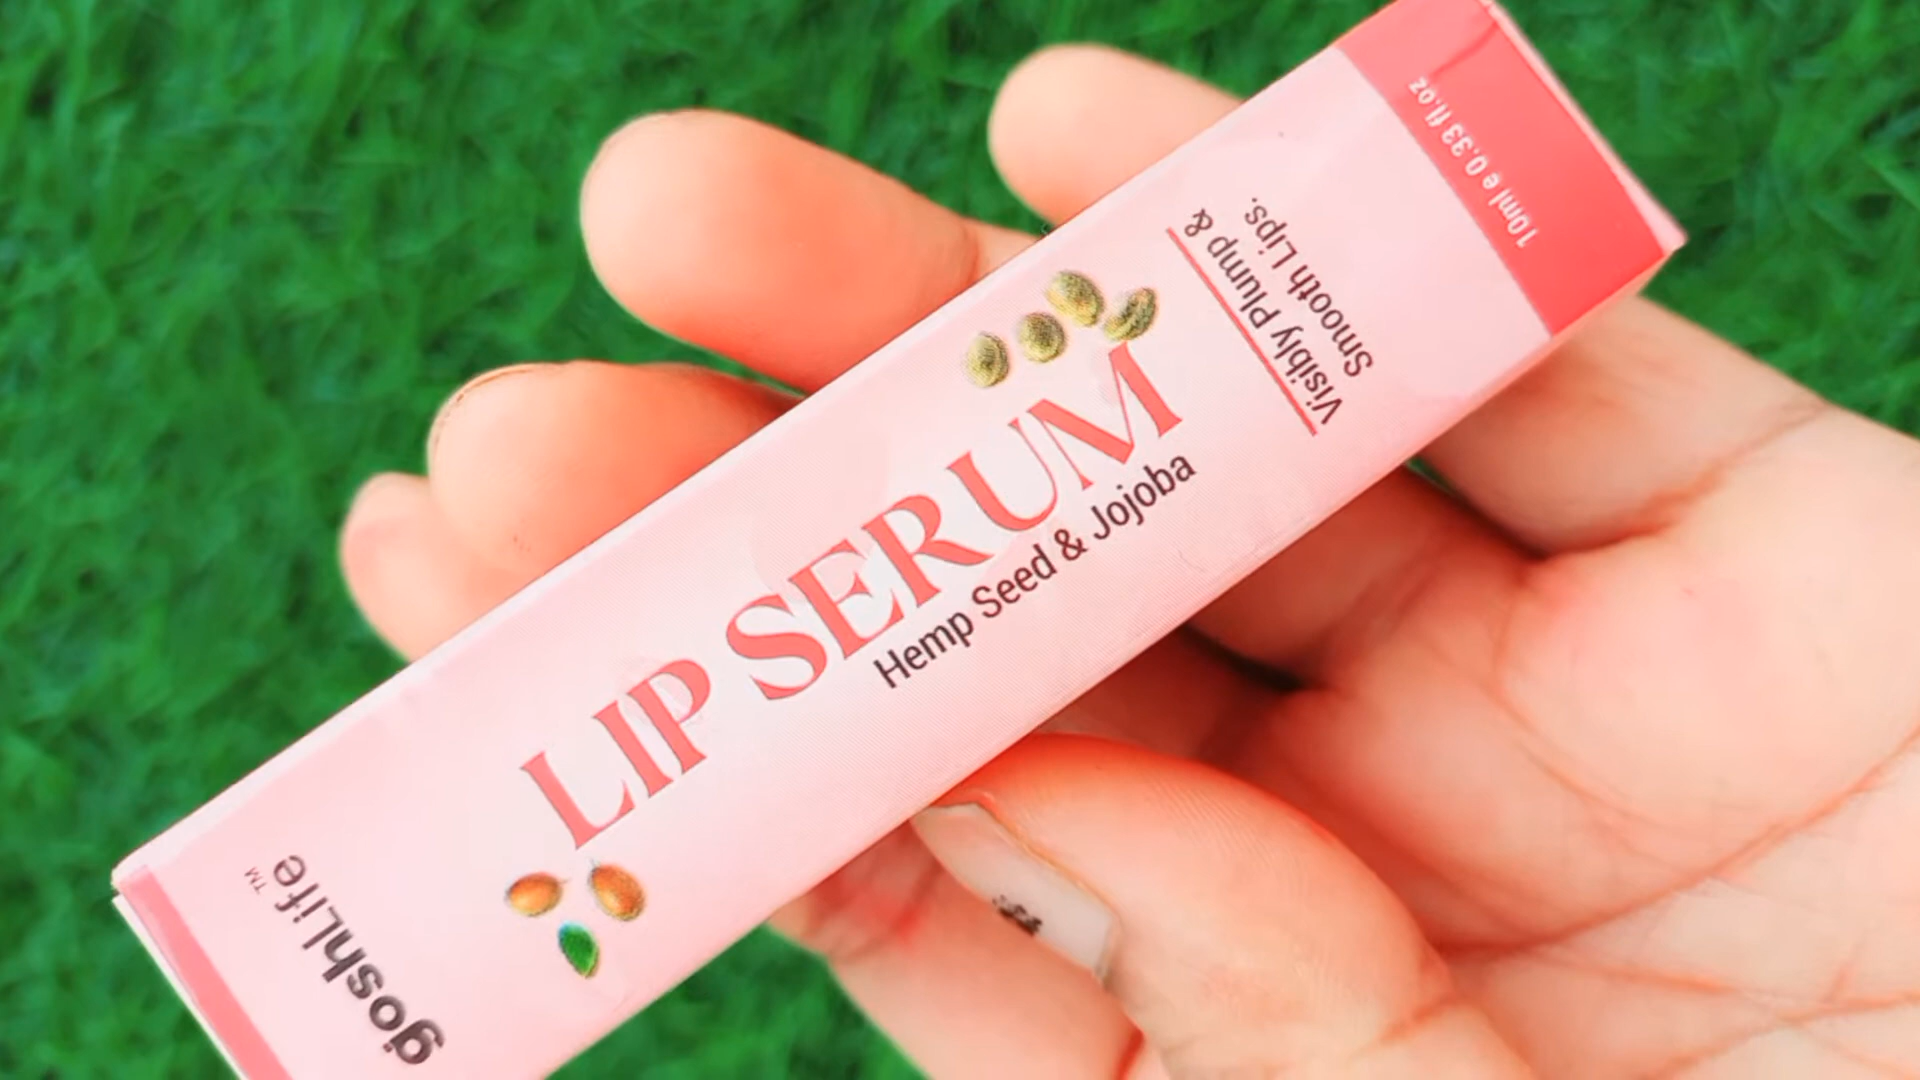 goshLife™
LIP SERUM
Hemp Seed & Jojoba
Visibly Plump &
Smooth Lips.
10ml e 0.33 fl.oz